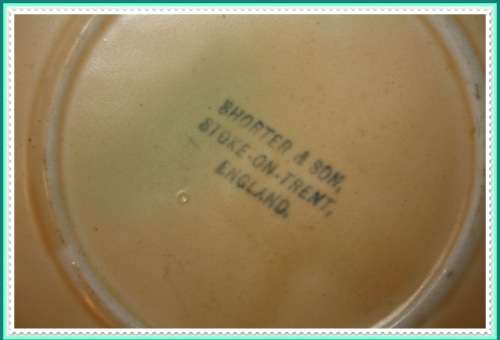 SHORTER & SON,
STOKE-ON-TRENT,
ENGLAND.